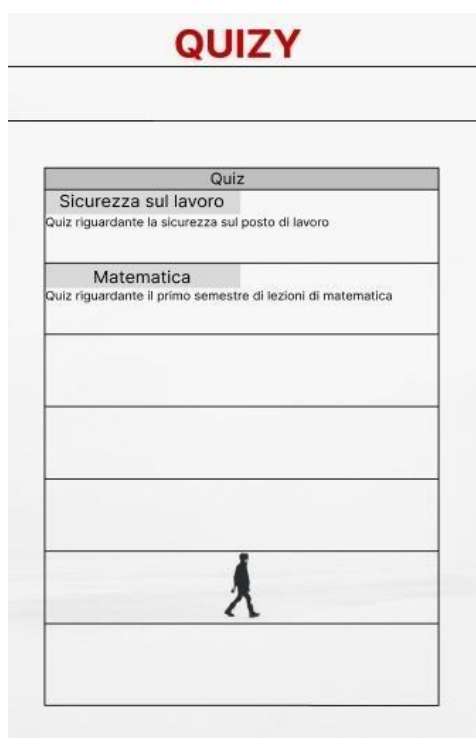 QUIZY
Quiz
Sicurezza sul lavoro
Quiz riguardante la sicurezza sul posto di lavoro
Matematica
Quiz riguardante il primo semestre di lezioni di matematica